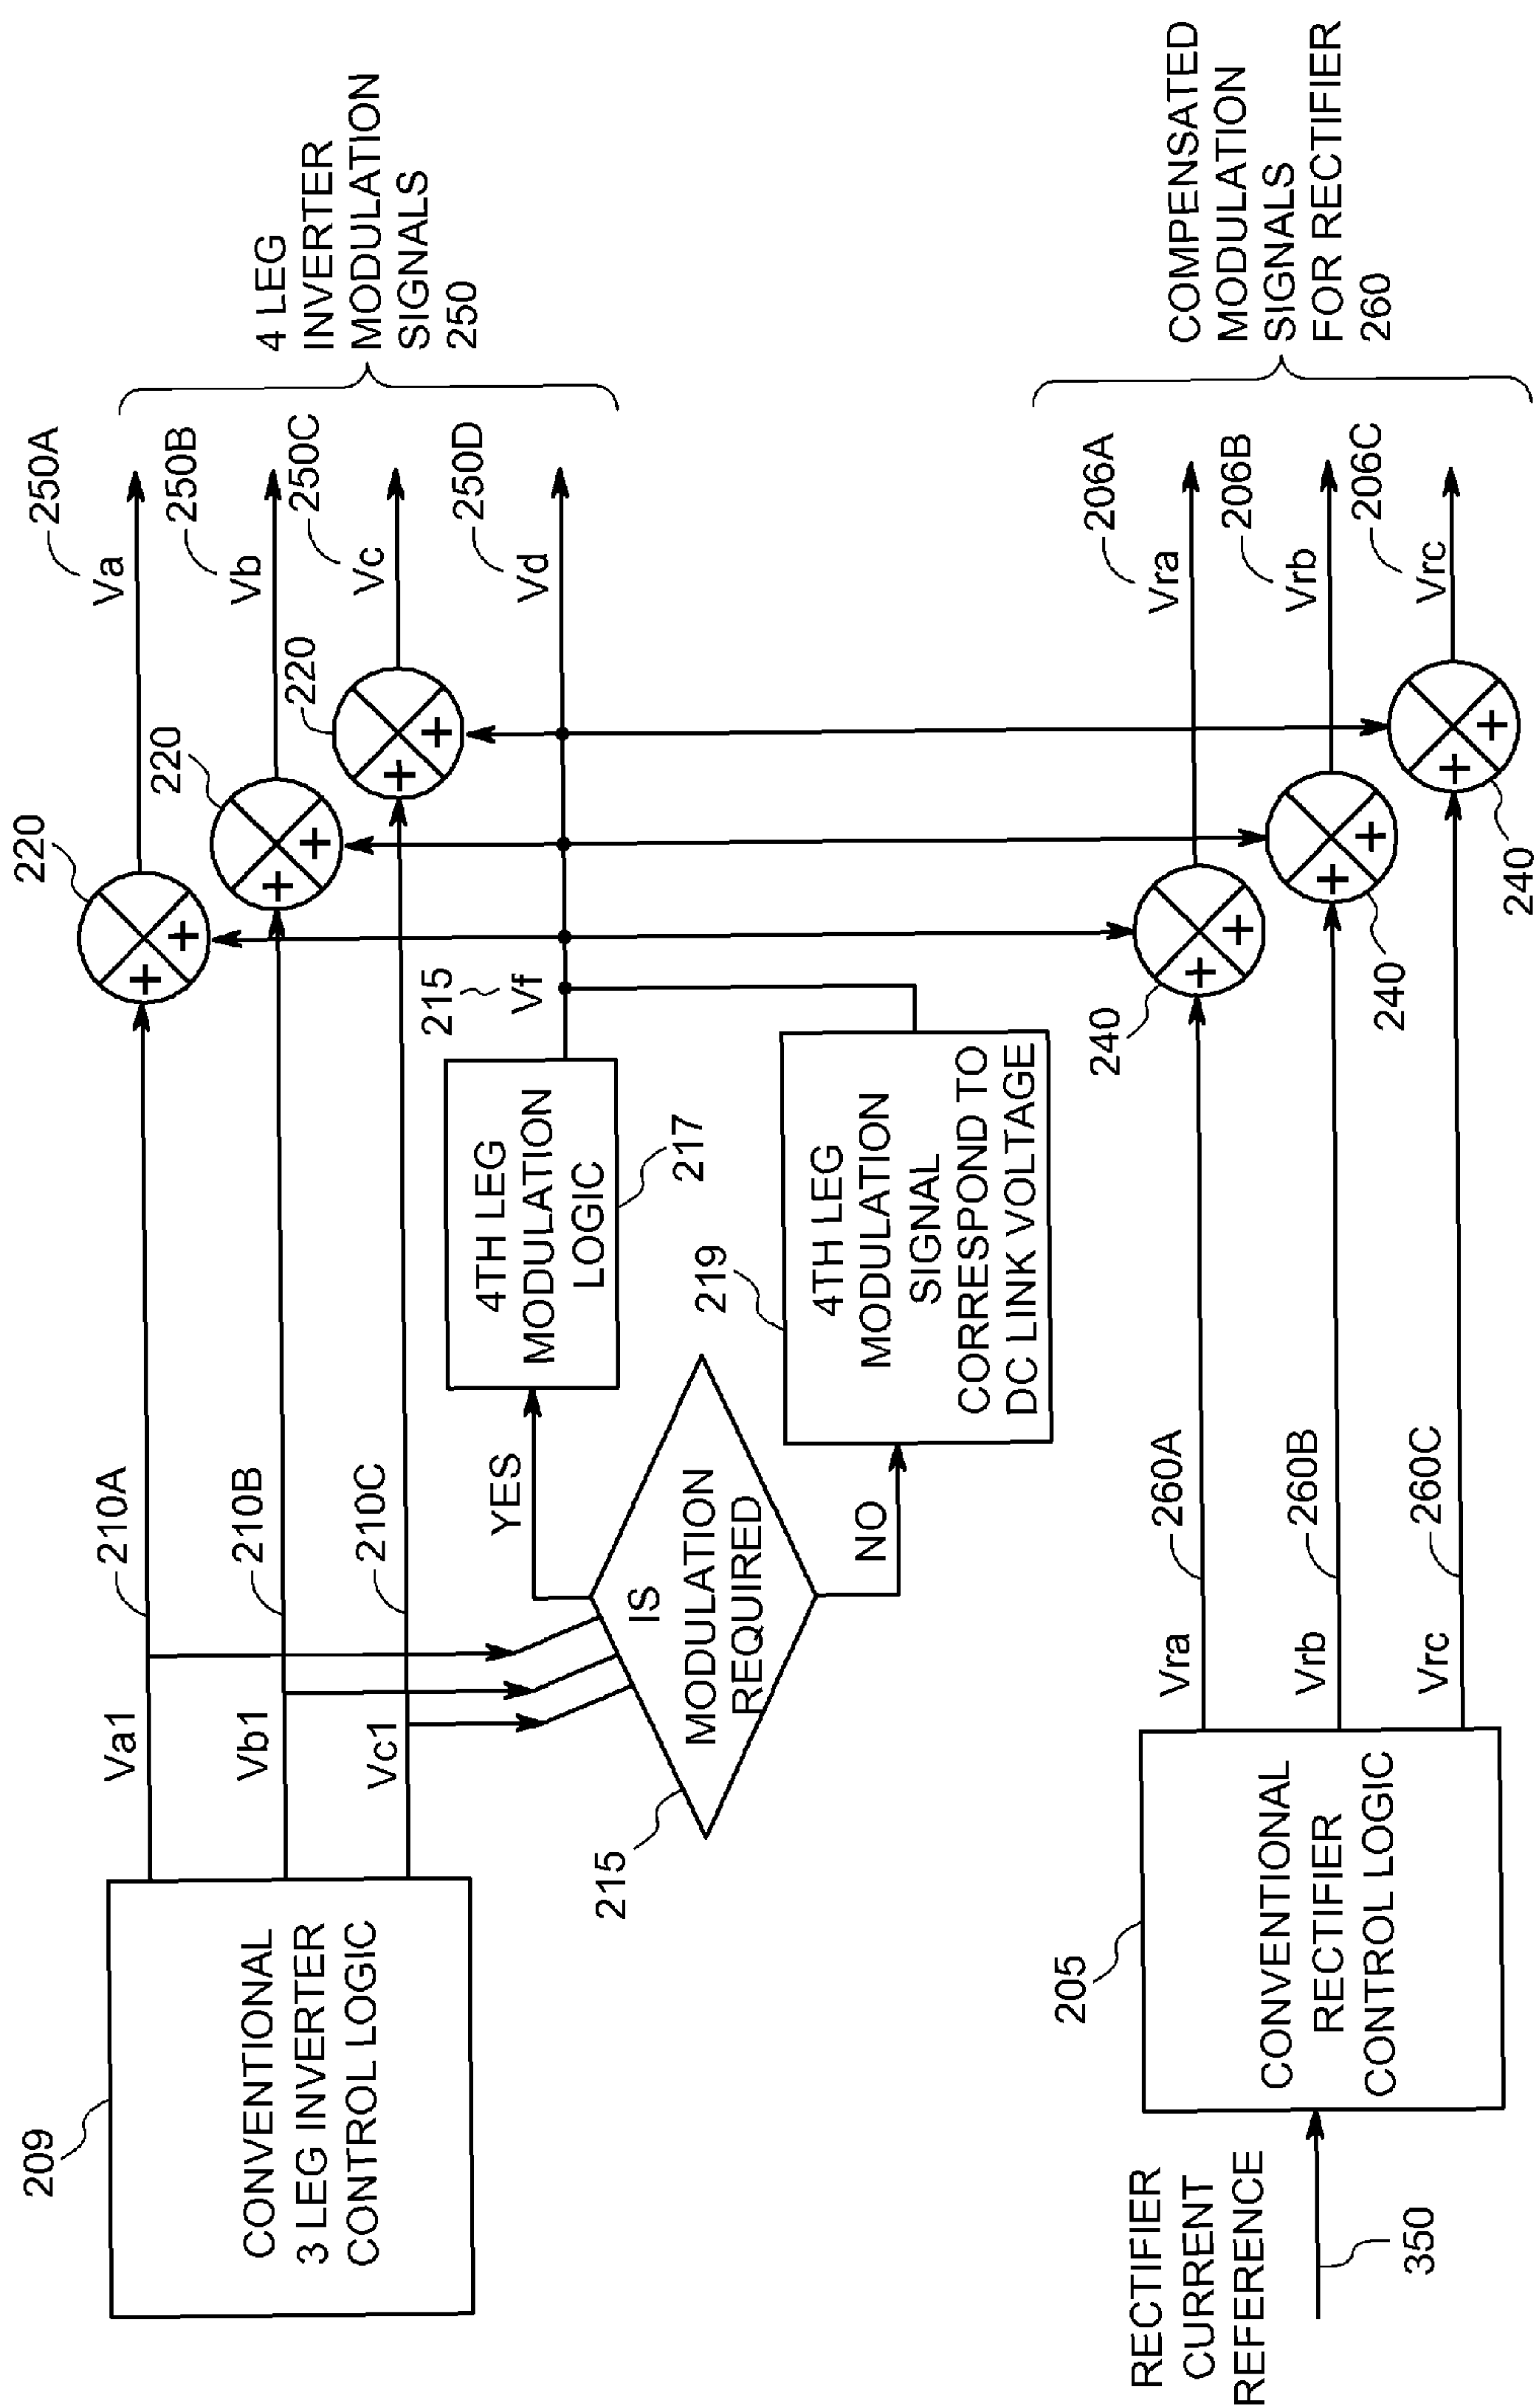 209
CONVENTIONAL
3 LEG INVERTER
CONTROL LOGIC
Va1
210A
Vb1
210B
Vc1
210C
220
+
+
220
+
+
220
+
+
Va
250A
Vb
250B
Vc
250C
Vd
250D
4 LEG
INVERTER
MODULATION
SIGNALS
250
215
IS
MODULATION
REQUIRED
YES
NO
4TH LEG
MODULATION
LOGIC
217
215
Vf
219
4TH LEG
MODULATION
SIGNAL
CORRESPOND TO
DC LINK VOLTAGE
RECTIFIER
CURRENT
REFERENCE
350
205
CONVENTIONAL
RECTIFIER
CONTROL LOGIC
Vra
260A
Vrb
260B
Vrc
260C
240
+
+
240
+
+
240
+
+
Vra
206A
Vrb
206B
Vrc
206C
COMPENSATED
MODULATION
SIGNALS
FOR RECTIFIER
260